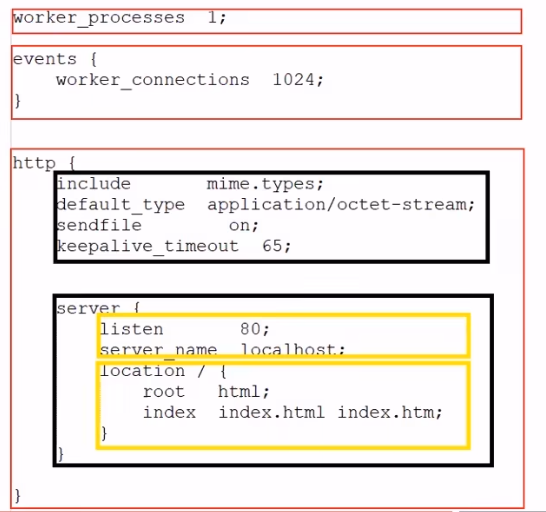 worker_processes  1;
events {
    worker_connections  1024;
}
http {
    include       mime.types;
    default_type  application/octet-stream;
    sendfile        on;
    keepalive_timeout  65;
    server {
        listen       80;
        server_name  localhost;
        location / {
            root   html;
            index  index.html index.htm;
        }
    }
}